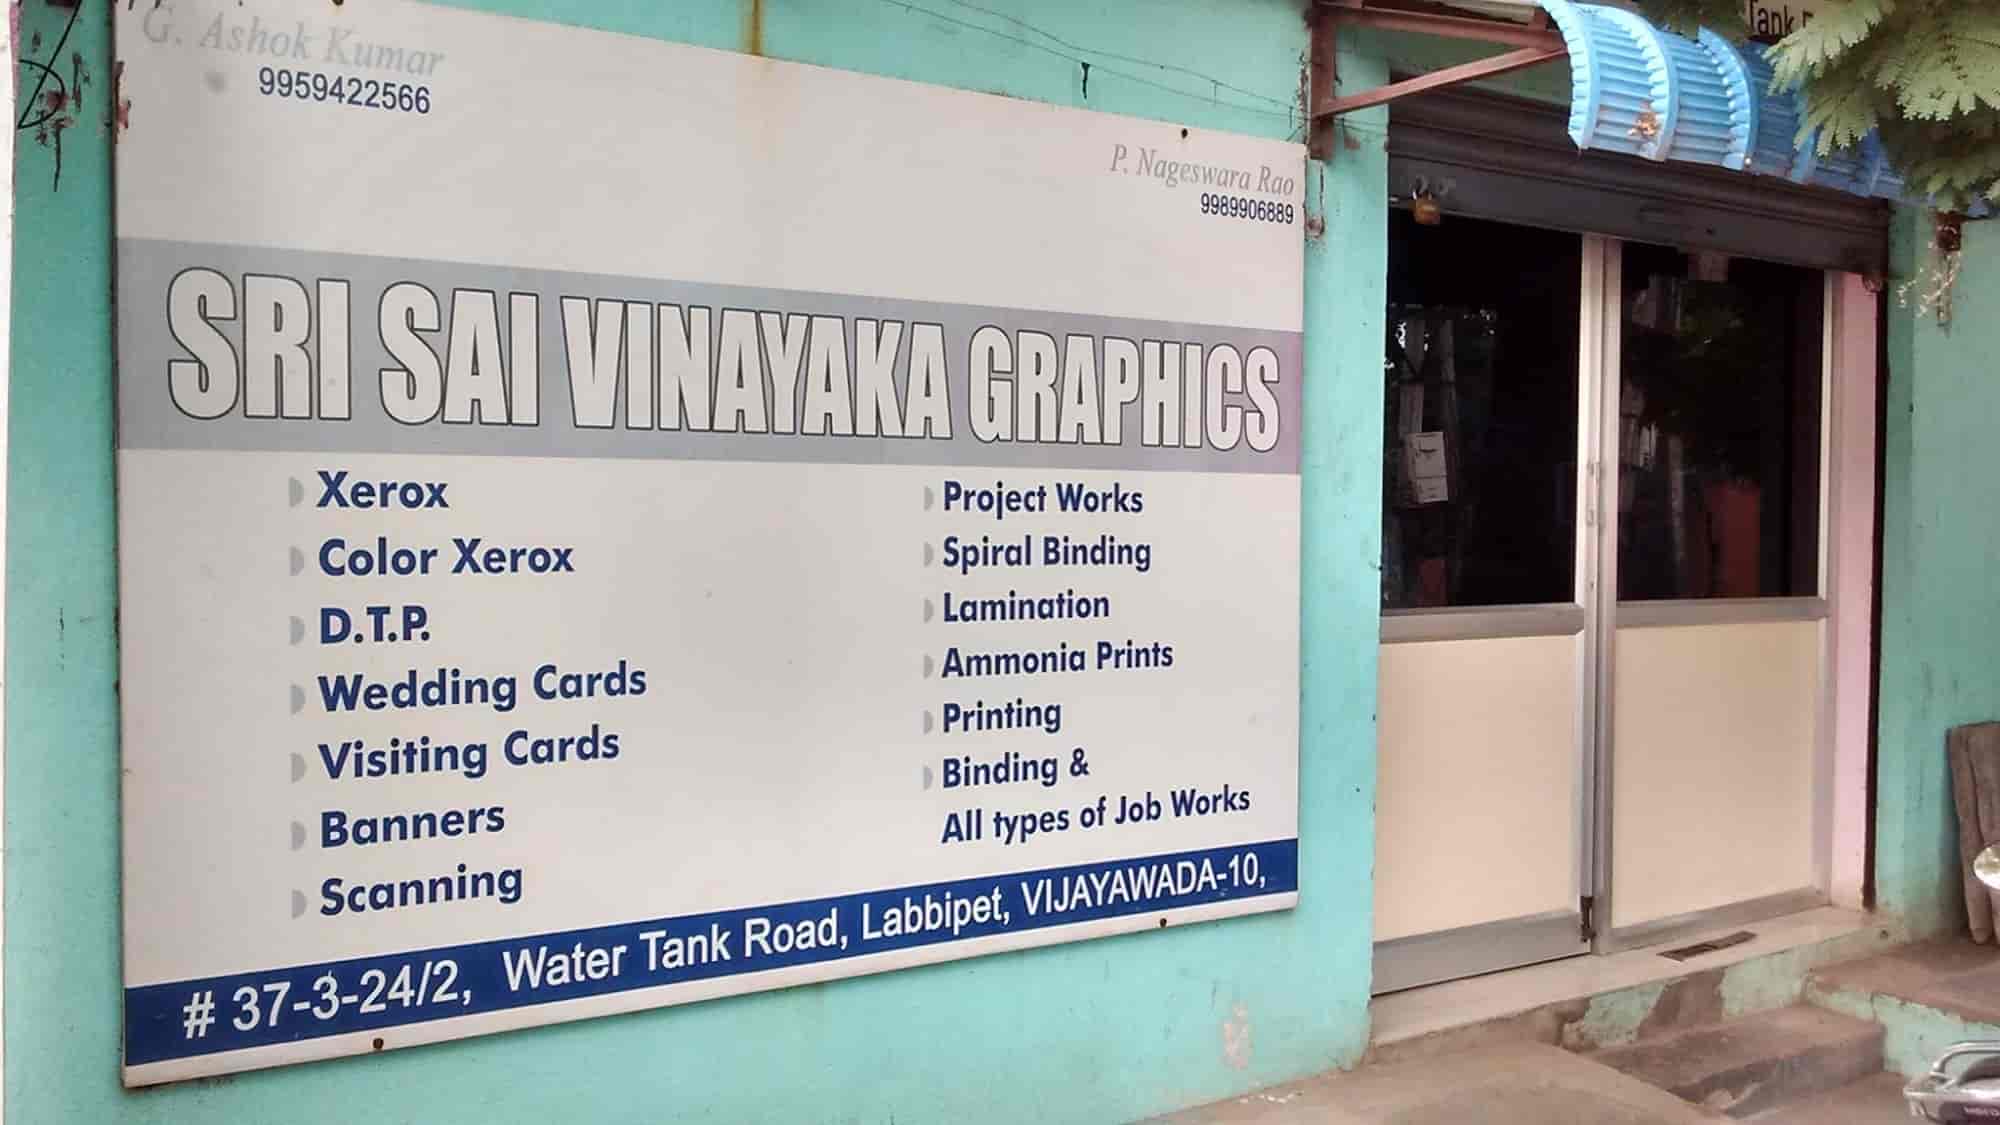 G. Ashok Kumar
9959422566
P. Nageswara Rao
9989906889
SRI SAI VINAYAKA GRAPHICS
Xerox
Color Xerox
D.T.P.
Wedding Cards
Visiting Cards
Banners
Scanning
Project Works
Spiral Binding
Lamination
Ammonia Prints
Printing
Binding &
All types of Job Works
# 37-3-24/2, Water Tank Road, Labbipet, VIJAYAWADA-10,
Tank